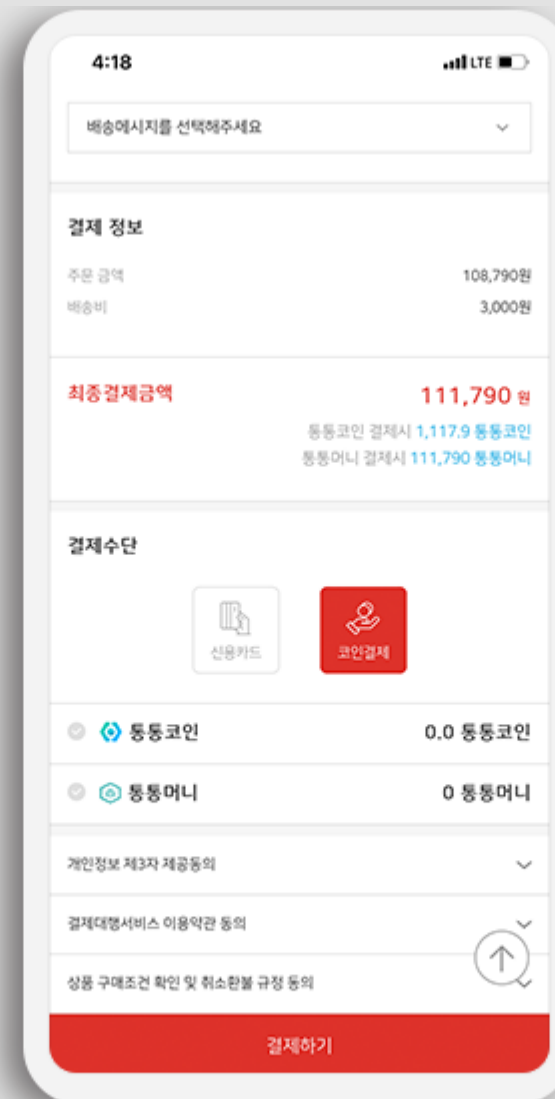 4:18 LTE
배송메시지를 선택해주세요
결제 정보
주문 금액 108,790원
배송비 3,000원
최종결제금액 111,790 원
통통코인 결제시 1,117.9 통통코인
통통머니 결제시 111,790 통통머니
결제수단
신용카드 코인결제
통통코인 0.0 통통코인
통통머니 0 통통머니
개인정보 제3자 제공동의
결제대행서비스 이용약관 동의
상품 구매조건 확인 및 취소환불 규정 동의
결제하기